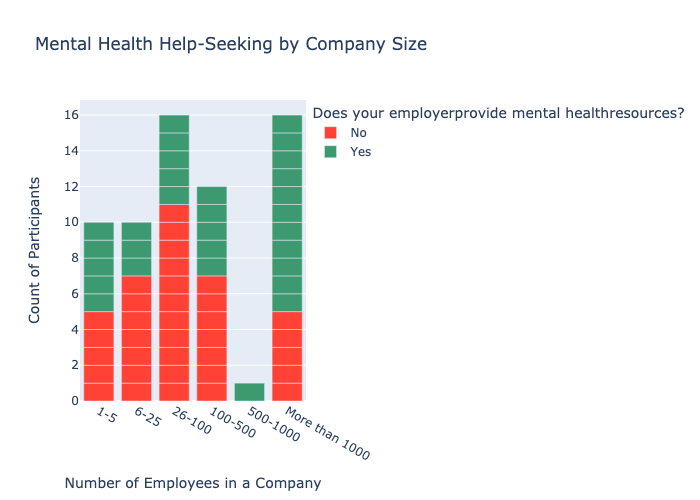 Mental Health Help-Seeking by Company Size
Does your employerprovide mental healthresources?
No
Yes
Count of Participants
16
14
12
10
8
6
4
2
0
1-5
6-25
26-100
100-500
500-1000
More than 1000
Number of Employees in a Company